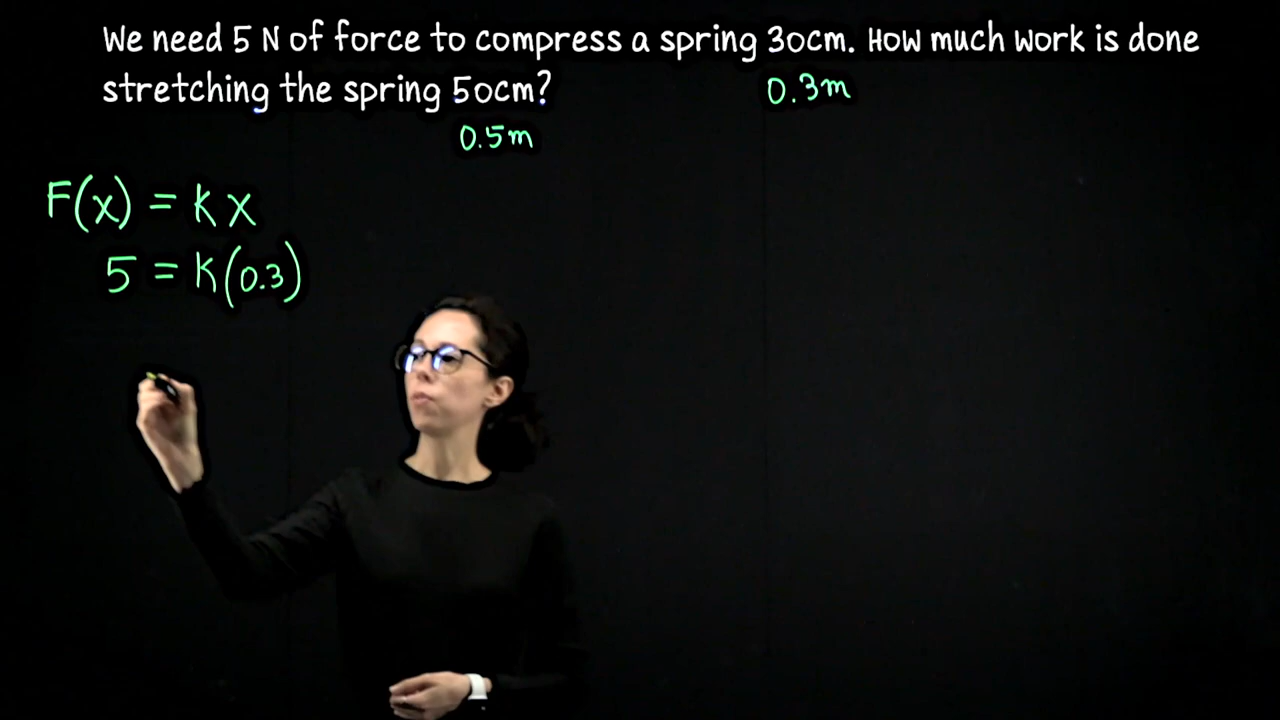 We need 5 N of force to compress a spring 30cm. How much work is done
stretching the spring 50cm?
0.3m
0.5m
F(x) = kx
5 = k(0.3)